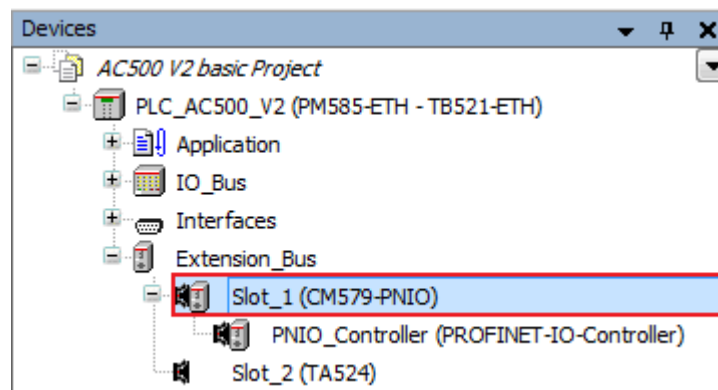 Devices
AC500 V2 basic Project
PLC_AC500_V2 (PM585-ETH - TB521-ETH)
Application
IO_Bus
Interfaces
Extension_Bus
Slot_1 (CM579-PNIO)
PNIO_Controller (PROFINET-IO-Controller)
Slot_2 (TA524)